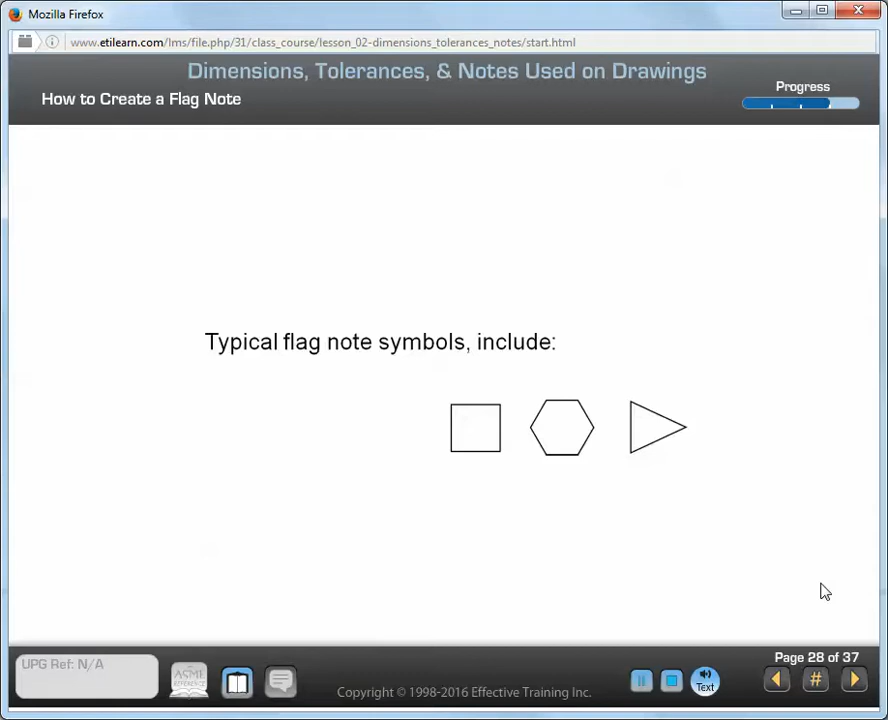 Mozilla Firefox
www.etilearn.com/lms/file.php/31/class_course/lesson_02-dimensions_tolerances_notes/start.html
Dimensions, Tolerances, & Notes Used on Drawings
How to Create a Flag Note
Progress
Typical flag note symbols, include:
UPG Ref: N/A
ASME
Copyright © 1998-2016 Effective Training Inc.
Text
Page 28 of 37
#